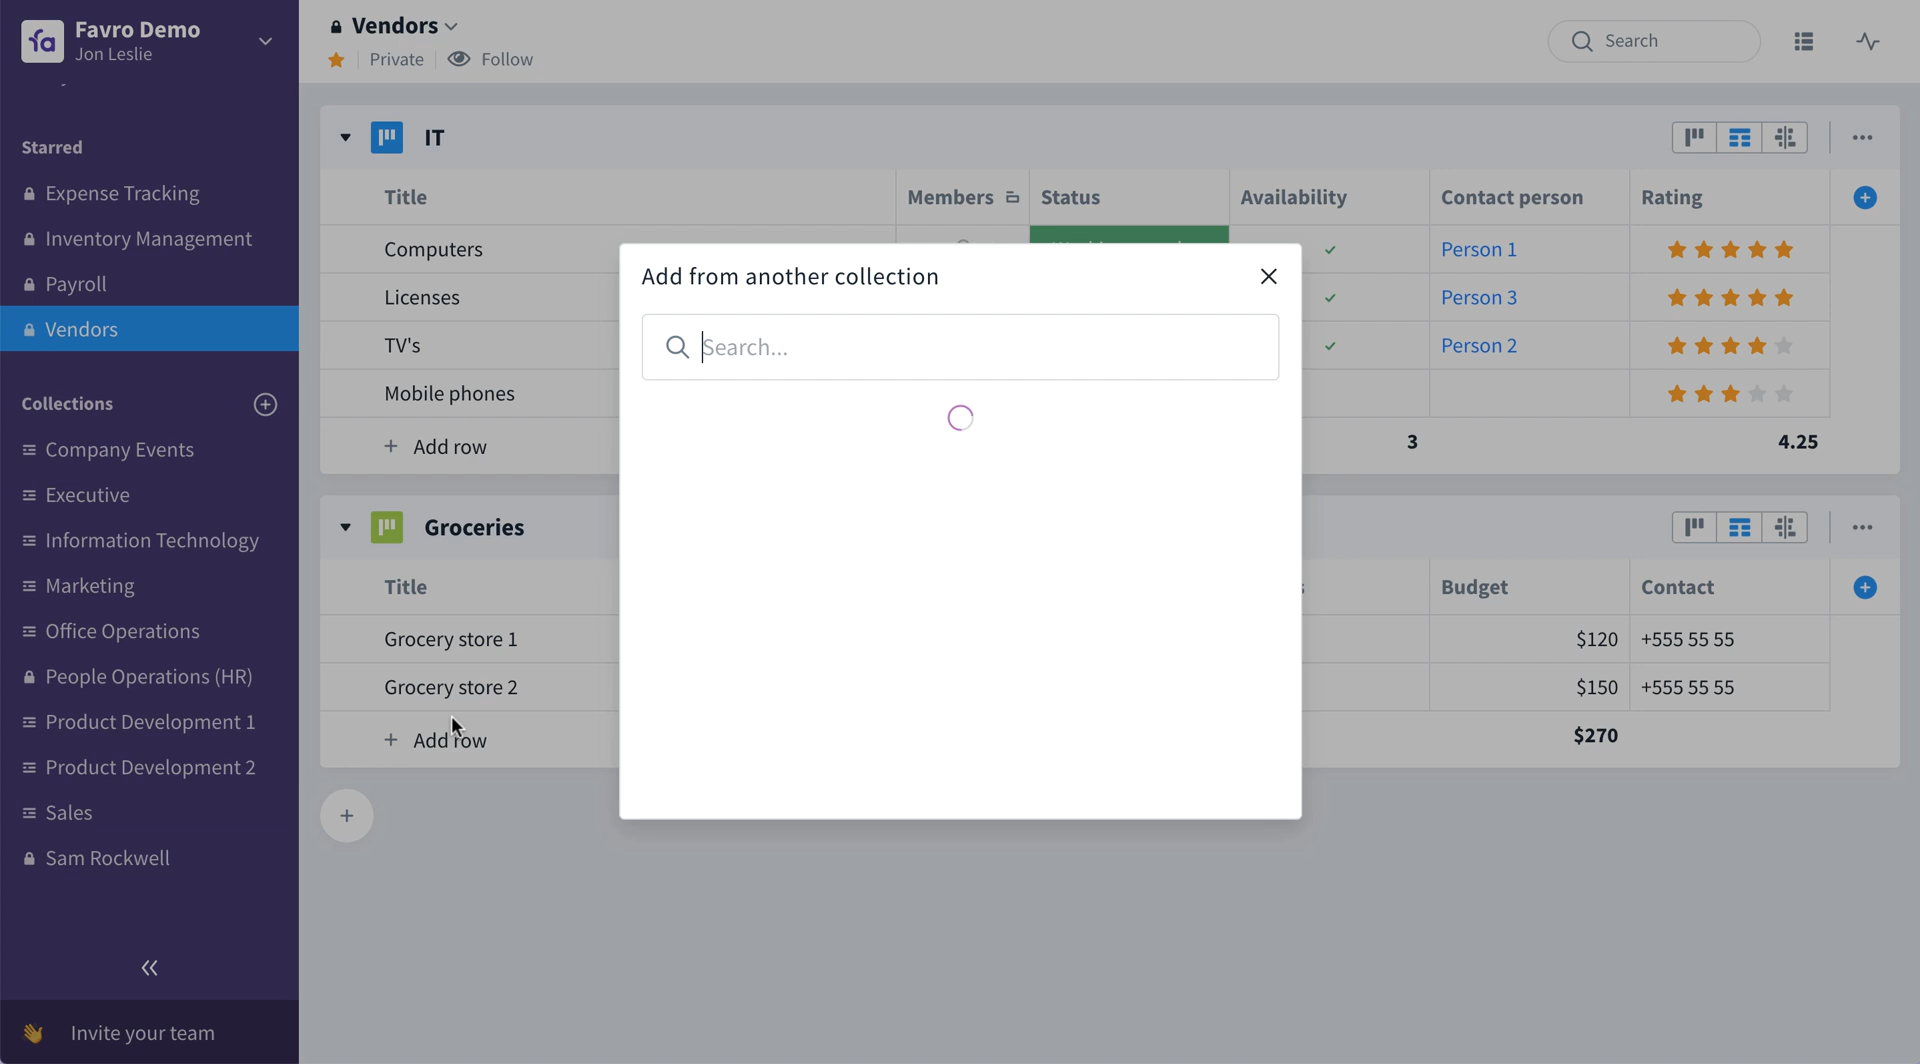 Favro Demo
Jon Leslie
Starred
Expense Tracking
Inventory Management
Payroll
Vendors
Collections
Company Events
Executive
Information Technology
Marketing
Office Operations
People Operations (HR)
Product Development 1
Product Development 2
Sales
Sam Rockwell
Invite your team
Vendors
Private
Follow
Search
IT
Title
Members
Status
Availability
Contact person
Rating
Computers
Person 1
Licenses
Person 3
TV's
Person 2
Mobile phones
Add row
3
4.25
Add from another collection
Search...
Groceries
Title
Budget
Contact
Grocery store 1
$120
+555 55 55
Grocery store 2
$150
+555 55 55
Add row
$270